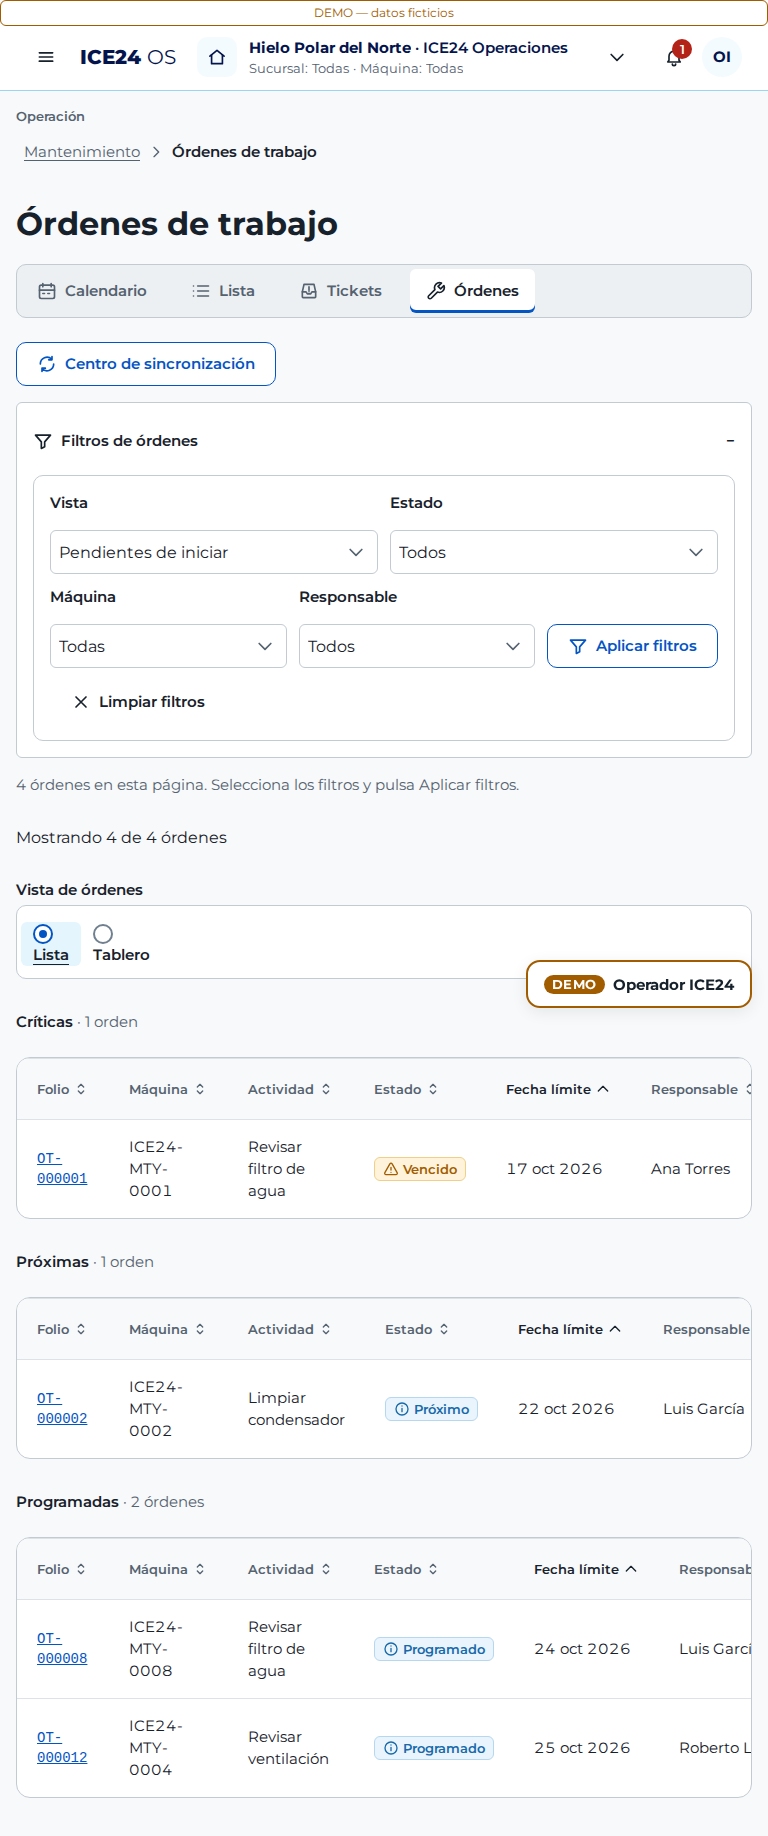 DEMO — datos ficticios
ICE24 OS
Hielo Polar del Norte · ICE24 Operaciones
Sucursal: Todas · Máquina: Todas
1
OI
Operación
Mantenimiento
Órdenes de trabajo
Órdenes de trabajo
Calendario
Lista
Tickets
Órdenes
Centro de sincronización
Filtros de órdenes
Vista
Estado
Pendientes de iniciar
Todos
Máquina
Responsable
Todas
Todos
Aplicar filtros
Limpiar filtros
4 órdenes en esta página. Selecciona los filtros y pulsa Aplicar filtros.
Mostrando 4 de 4 órdenes
Vista de órdenes
Lista
Tablero
DEMO Operador ICE24
Críticas · 1 orden
Folio Máquina Actividad Estado Fecha límite Responsable
OT-
000001
ICE24-
MTY-
0001
Revisar
filtro de
agua
Vencido
17 oct 2026
Ana Torres
Próximas · 1 orden
Folio Máquina Actividad Estado Fecha límite Responsable
OT-
000002
ICE24-
MTY-
0002
Limpiar
condensador
Próximo
22 oct 2026
Luis García
Programadas · 2 órdenes
Folio Máquina Actividad Estado Fecha límite Responsab
OT-
000008
ICE24-
MTY-
0008
Revisar
filtro de
agua
Programado
24 oct 2026
Luis Garcí
OT-
000012
ICE24-
MTY-
0004
Revisar
ventilación
Programado
25 oct 2026
Roberto L